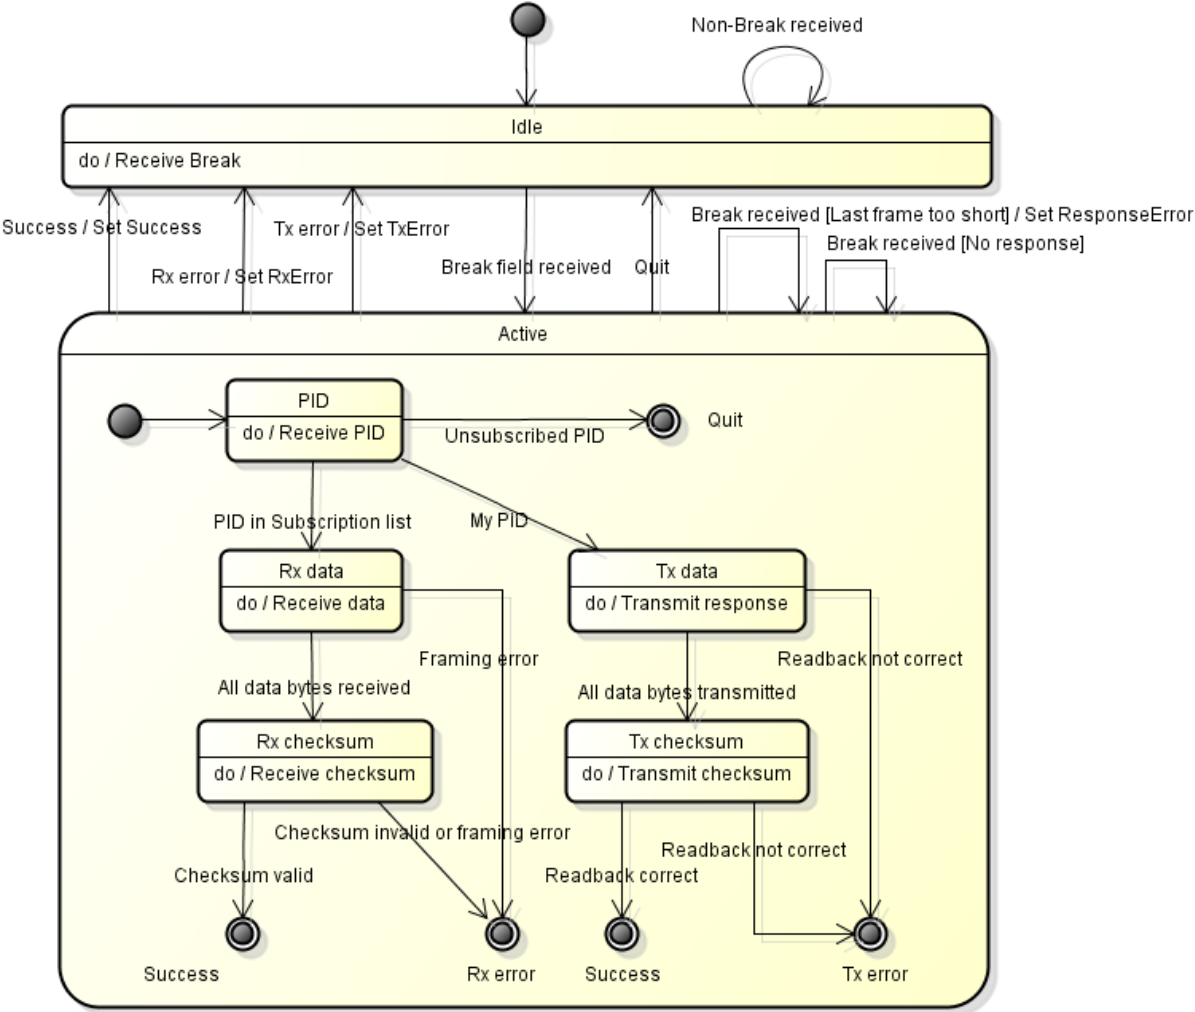 Non-Break received
Idle
do / Receive Break
Success / Set Success
Tx error / Set TxError
Rx error / Set RxError
Break field received
Quit
Break received [Last frame too short] / Set ResponseError
Break received [No response]
Active
PID
do / Receive PID
Unsubscribed PID
Quit
PID in Subscription list
My PID
Rx data
do / Receive data
Tx data
do / Transmit response
Framing error
Readback not correct
All data bytes received
All data bytes transmitted
Rx checksum
do / Receive checksum
Tx checksum
do / Transmit checksum
Checksum invalid or framing error
Readback not correct
Checksum valid
Readback correct
Success
Rx error
Success
Tx error